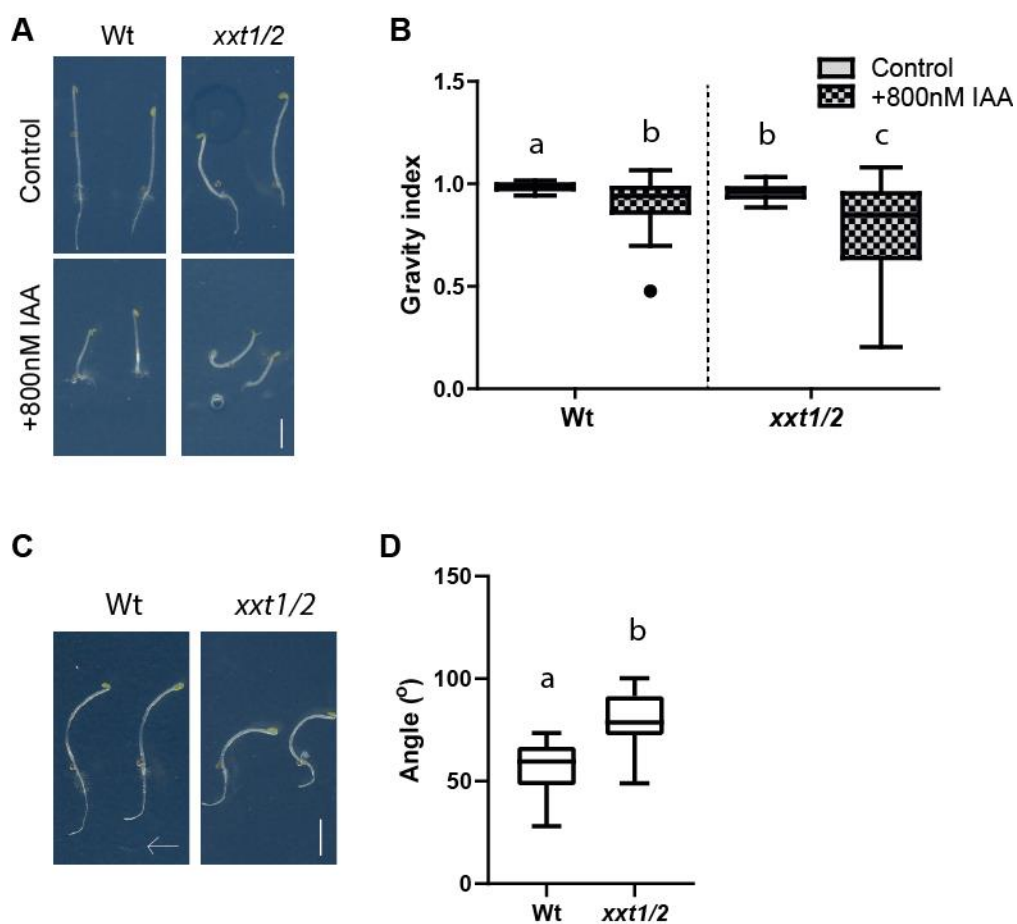 A
Wt
xxt1/2
Control
+800nM IAA
B
Control
+800nM IAA
Gravity index
1.5
1.0
0.5
0.0
a
b
b
c
Wt
xxt1/2
C
Wt
xxt1/2
D
Angle (º)
150
100
50
0
a
b
Wt
xxt1/2